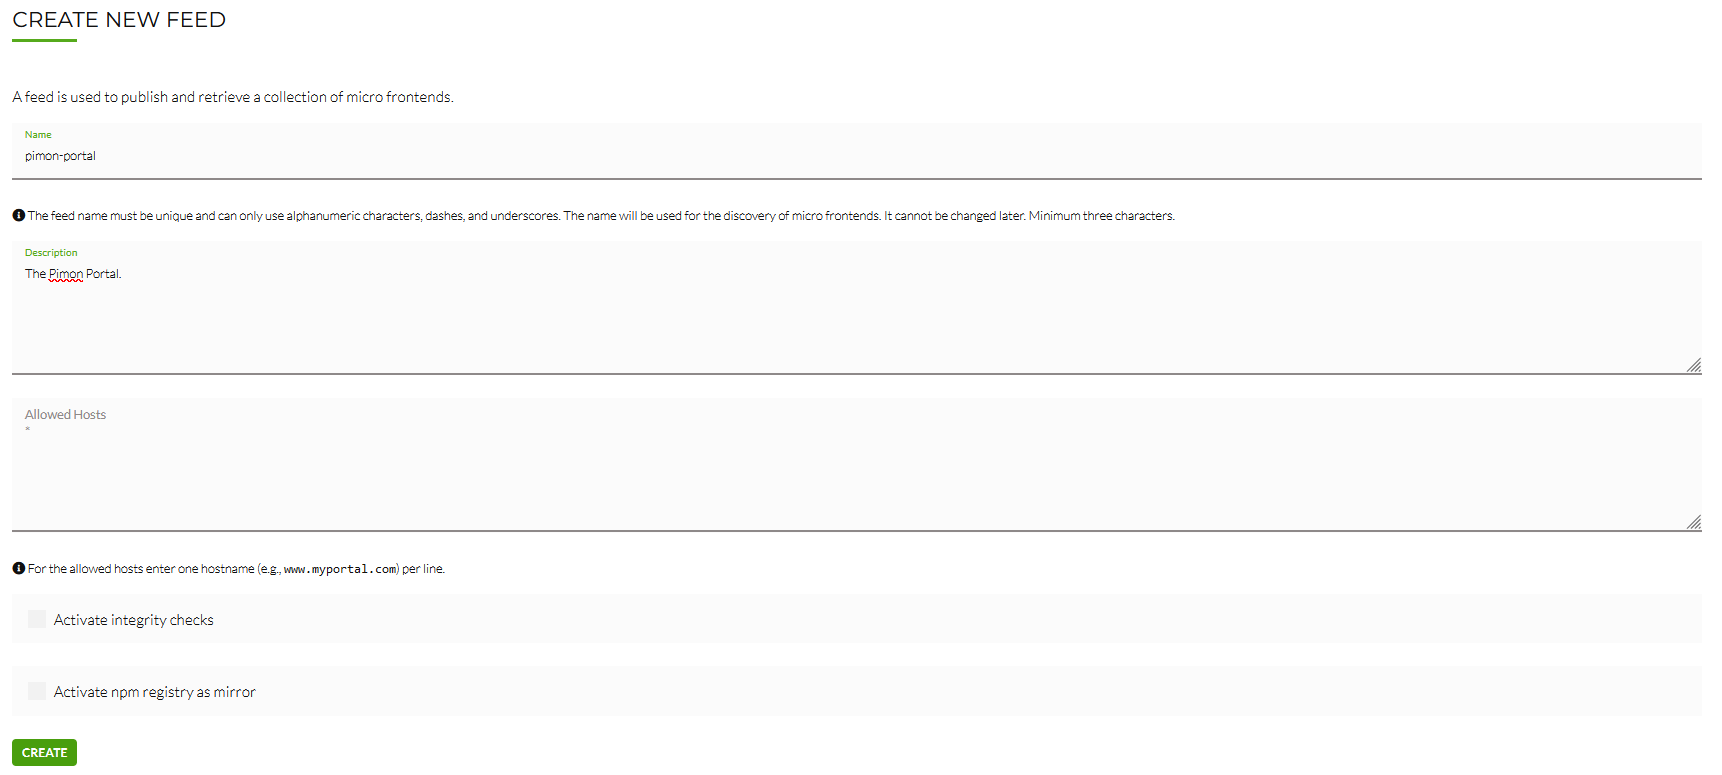 CREATE NEW FEED
A feed is used to publish and retrieve a collection of micro frontends.
Name
pimon-portal
The feed name must be unique and can only use alphanumeric characters, dashes, and underscores. The name will be used for the discovery of micro frontends. It cannot be changed later. Minimum three characters.
Description
The Pimon Portal.
Allowed Hosts
*
For the allowed hosts enter one hostname (e.g., www.myportal.com) per line.
Activate integrity checks
Activate npm registry as mirror
CREATE